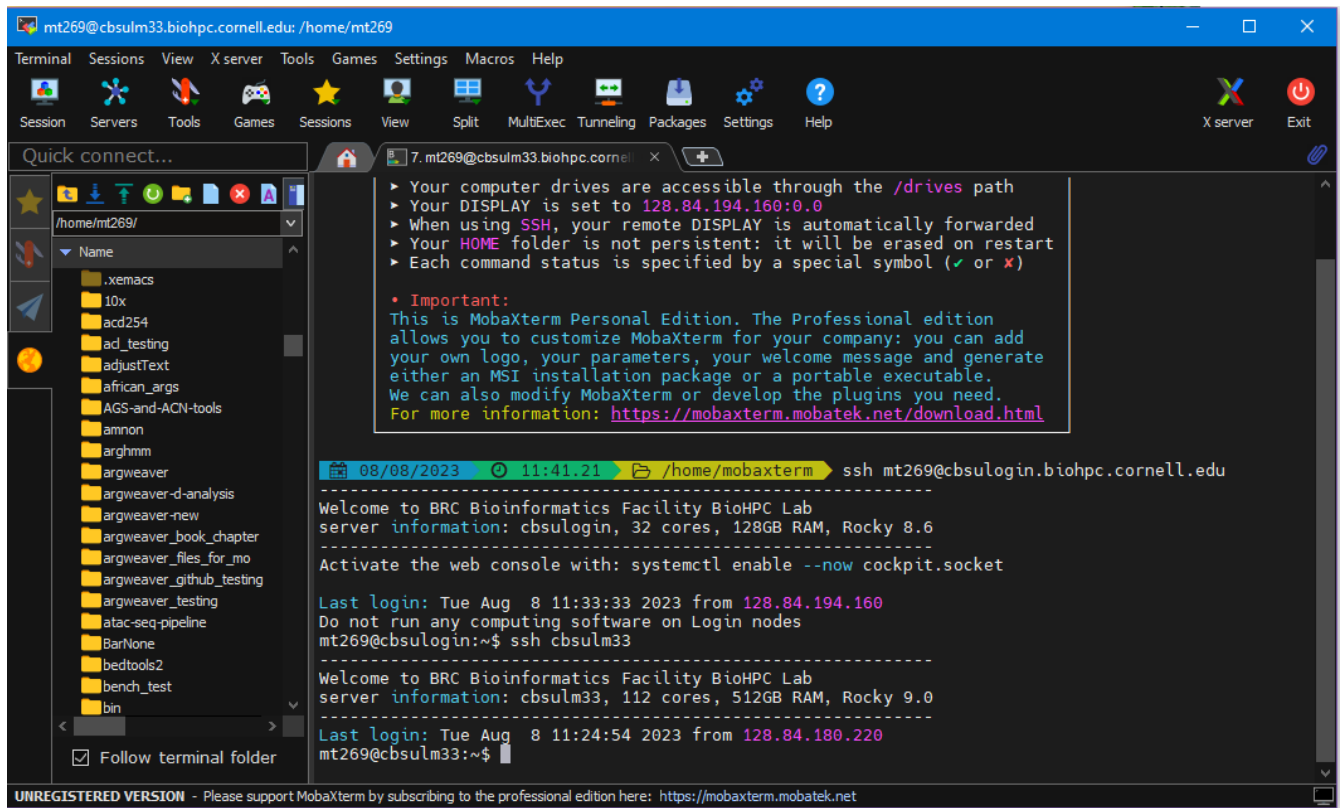 mt269@cbsulm33.biohpc.cornell.edu: /home/mt269
Terminal Sessions View X server Tools Games Settings Macros Help
Session Servers Tools Games Sessions View Split MultiExec Tunneling Packages Settings Help X server Exit
Quick connect...
7. mt269@cbsulm33.biohpc.cornel
/home/mt269/
Name
.xemacs
10x
acd254
acl_testing
adjustText
african_args
AGS-and-ACN-tools
amnon
arghmm
argweaver
argweaver-d-analysis
argweaver-new
argweaver_book_chapter
argweaver_files_for_mo
argweaver_github_testing
argweaver_testing
atac-seq-pipeline
BarNone
bedtools2
bench_test
bin
Follow terminal folder
➤ Your computer drives are accessible through the /drives path
➤ Your DISPLAY is set to 128.84.194.160:0.0
➤ When using SSH, your remote DISPLAY is automatically forwarded
➤ Your HOME folder is not persistent: it will be erased on restart
➤ Each command status is specified by a special symbol (✔ or ✘)
• Important:
This is MobaXterm Personal Edition. The Professional edition
allows you to customize MobaXterm for your company: you can add
your own logo, your parameters, your welcome message and generate
either an MSI installation package or a portable executable.
We can also modify MobaXterm or develop the plugins you need.
For more information: https://mobaxterm.mobatek.net/download.html
08/08/2023 11:41.21 /home/mobaxterm ssh mt269@cbsulogin.biohpc.cornell.edu
------------------------------------------------------------
Welcome to BRC Bioinformatics Facility BioHPC Lab
server information: cbsulogin, 32 cores, 128GB RAM, Rocky 8.6
------------------------------------------------------------
Activate the web console with: systemctl enable --now cockpit.socket
Last login: Tue Aug  8 11:33:33 2023 from 128.84.194.160
Do not run any computing software on Login nodes
mt269@cbsulogin:~$ ssh cbsulm33
------------------------------------------------------------
Welcome to BRC Bioinformatics Facility BioHPC Lab
server information: cbsulm33, 112 cores, 512GB RAM, Rocky 9.0
------------------------------------------------------------
Last login: Tue Aug  8 11:24:54 2023 from 128.84.180.220
mt269@cbsulm33:~$
UNREGISTERED VERSION - Please support MobaXterm by subscribing to the professional edition here: https://mobaxterm.mobatek.net